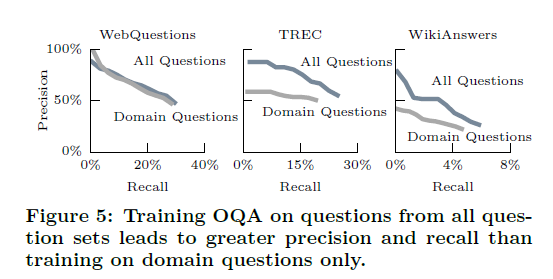 WebQuestions TREC WikiAnswers
100% All Questions All Questions
All Questions
Precision
50%
Domain Questions Domain Questions
Domain Questions
0%
0% 20% 40% 0% 15% 30% 0% 4% 8%
Recall Recall Recall
Figure 5: Training OQA on questions from all ques-
tion sets leads to greater precision and recall than
training on domain questions only.